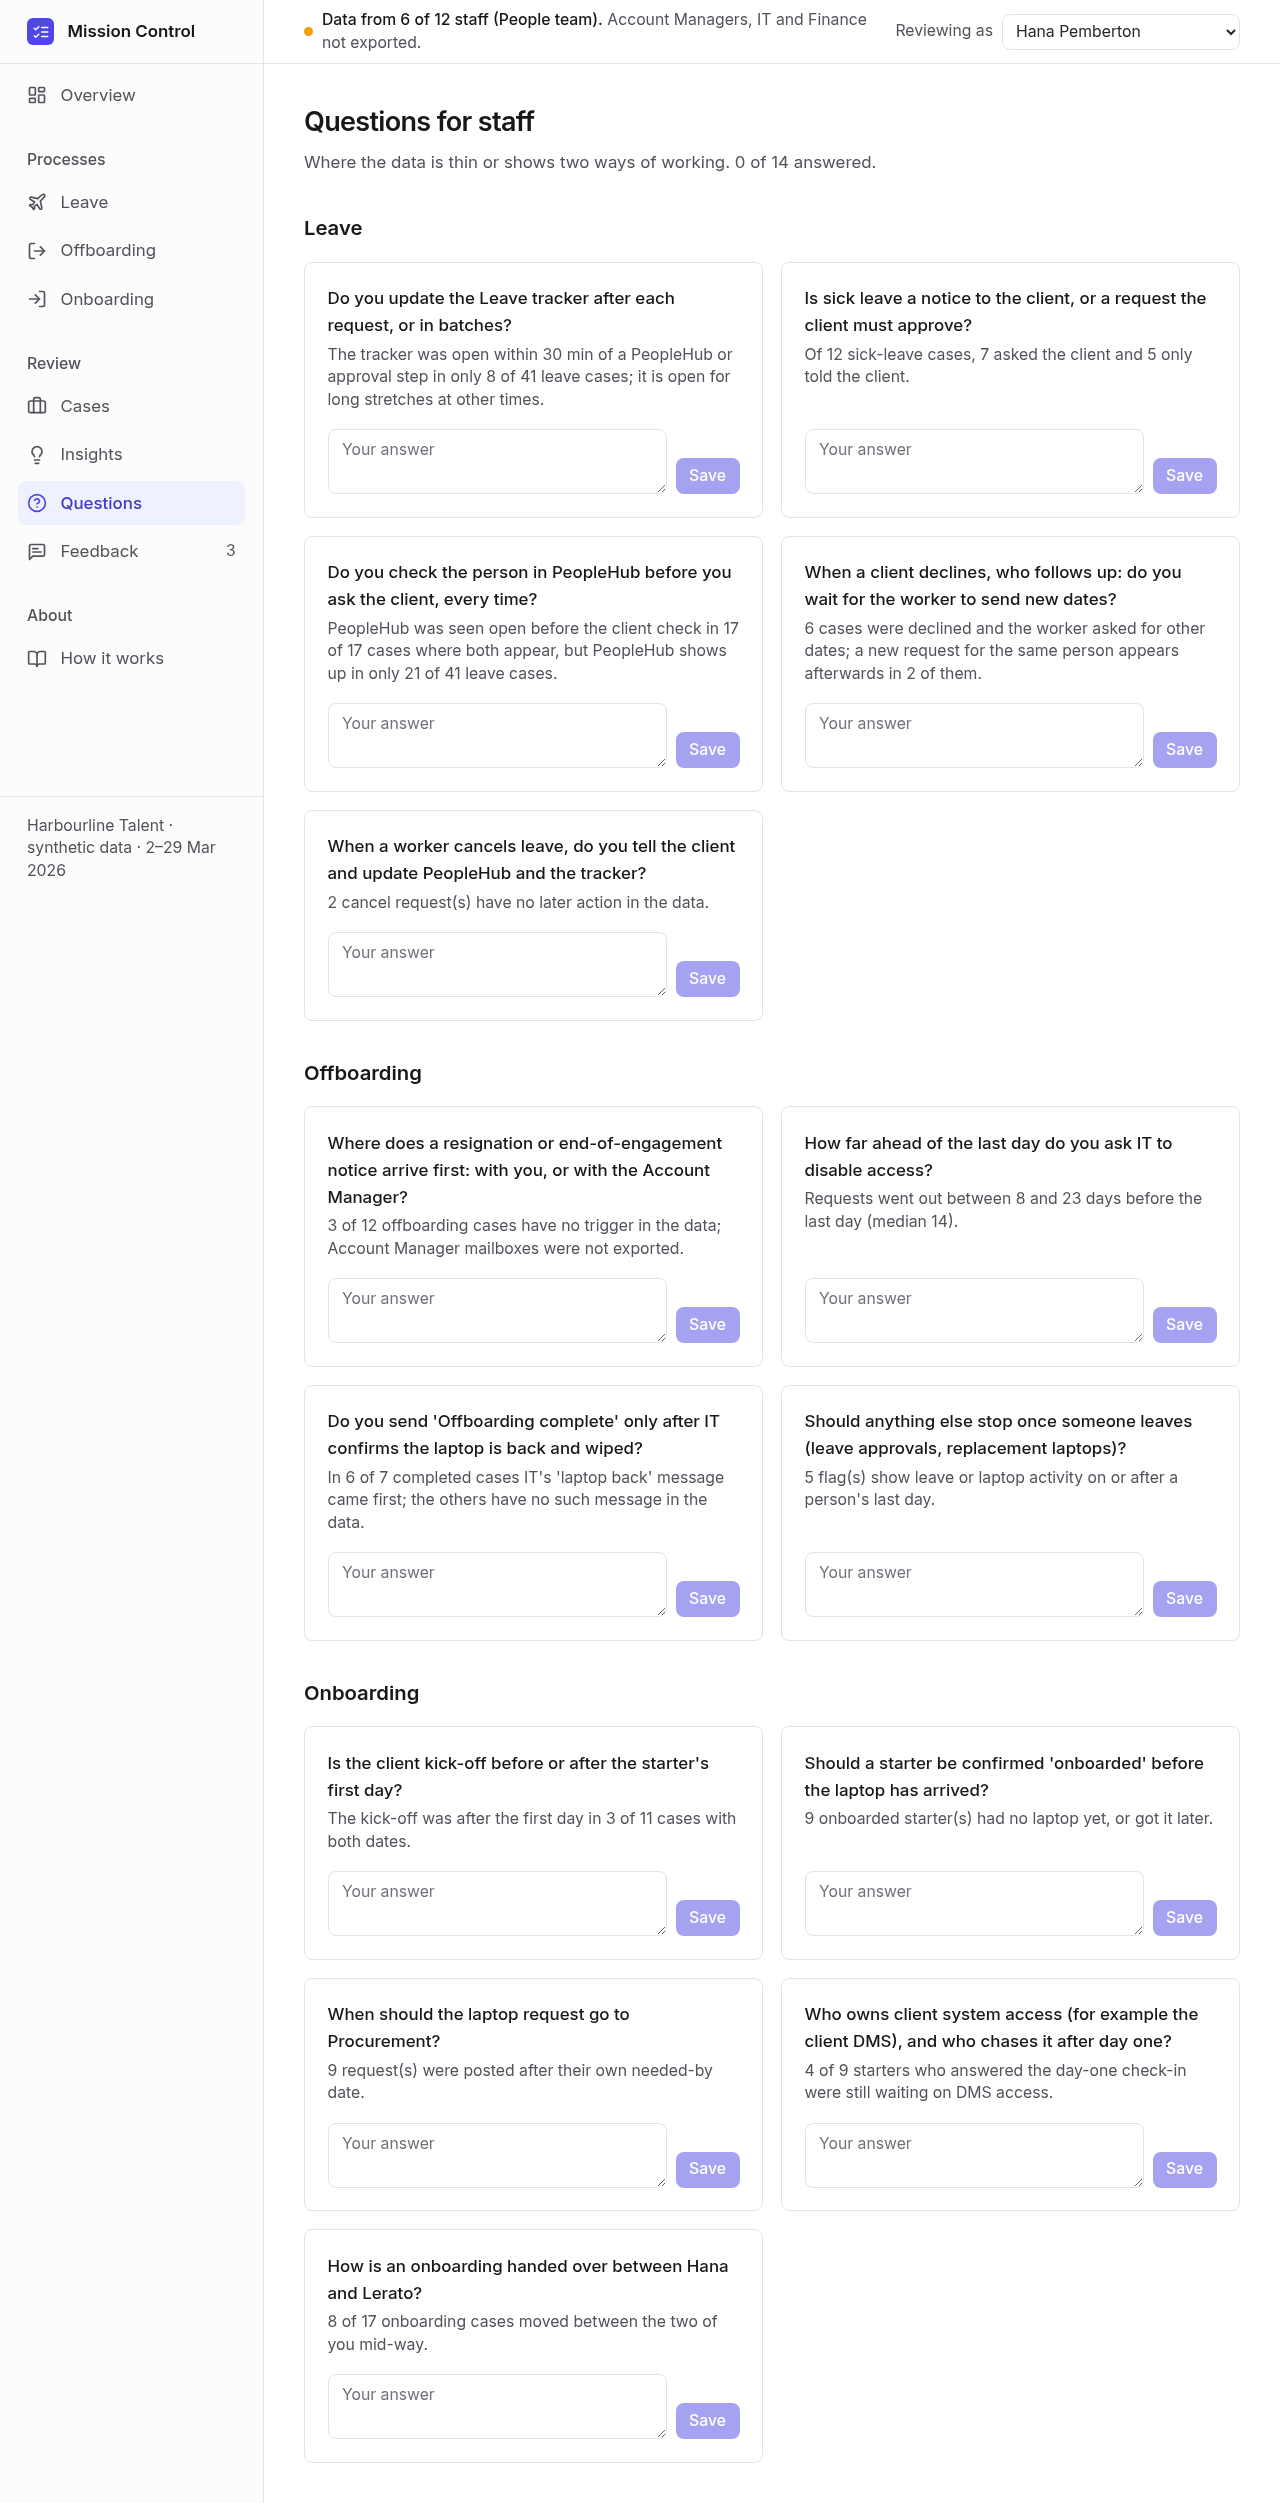 Mission Control
Data from 6 of 12 staff (People team). Account Managers, IT and Finance
not exported.
Reviewing as
Hana Pemberton
Overview
Processes
Leave
Offboarding
Onboarding
Review
Cases
Insights
Questions
Feedback
3
About
How it works
Harbourline Talent ·
synthetic data · 2–29 Mar
2026
Questions for staff
Where the data is thin or shows two ways of working. 0 of 14 answered.
Leave
Do you update the Leave tracker after each
request, or in batches?
The tracker was open within 30 min of a PeopleHub or
approval step in only 8 of 41 leave cases; it is open for
long stretches at other times.
Your answer
Save
Is sick leave a notice to the client, or a request the
client must approve?
Of 12 sick-leave cases, 7 asked the client and 5 only
told the client.
Your answer
Save
Do you check the person in PeopleHub before you
ask the client, every time?
PeopleHub was seen open before the client check in 17
of 17 cases where both appear, but PeopleHub shows
up in only 21 of 41 leave cases.
Your answer
Save
When a client declines, who follows up: do you
wait for the worker to send new dates?
6 cases were declined and the worker asked for other
dates; a new request for the same person appears
afterwards in 2 of them.
Your answer
Save
When a worker cancels leave, do you tell the client
and update PeopleHub and the tracker?
2 cancel request(s) have no later action in the data.
Your answer
Save
Offboarding
Where does a resignation or end-of-engagement
notice arrive first: with you, or with the Account
Manager?
3 of 12 offboarding cases have no trigger in the data;
Account Manager mailboxes were not exported.
Your answer
Save
How far ahead of the last day do you ask IT to
disable access?
Requests went out between 8 and 23 days before the
last day (median 14).
Your answer
Save
Do you send 'Offboarding complete' only after IT
confirms the laptop is back and wiped?
In 6 of 7 completed cases IT's 'laptop back' message
came first; the others have no such message in the
data.
Your answer
Save
Should anything else stop once someone leaves
(leave approvals, replacement laptops)?
5 flag(s) show leave or laptop activity on or after a
person's last day.
Your answer
Save
Onboarding
Is the client kick-off before or after the starter's
first day?
The kick-off was after the first day in 3 of 11 cases with
both dates.
Your answer
Save
Should a starter be confirmed 'onboarded' before
the laptop has arrived?
9 onboarded starter(s) had no laptop yet, or got it later.
Your answer
Save
When should the laptop request go to
Procurement?
9 request(s) were posted after their own needed-by
date.
Your answer
Save
Who owns client system access (for example the
client DMS), and who chases it after day one?
4 of 9 starters who answered the day-one check-in
were still waiting on DMS access.
Your answer
Save
How is an onboarding handed over between Hana
and Lerato?
8 of 17 onboarding cases moved between the two of
you mid-way.
Your answer
Save